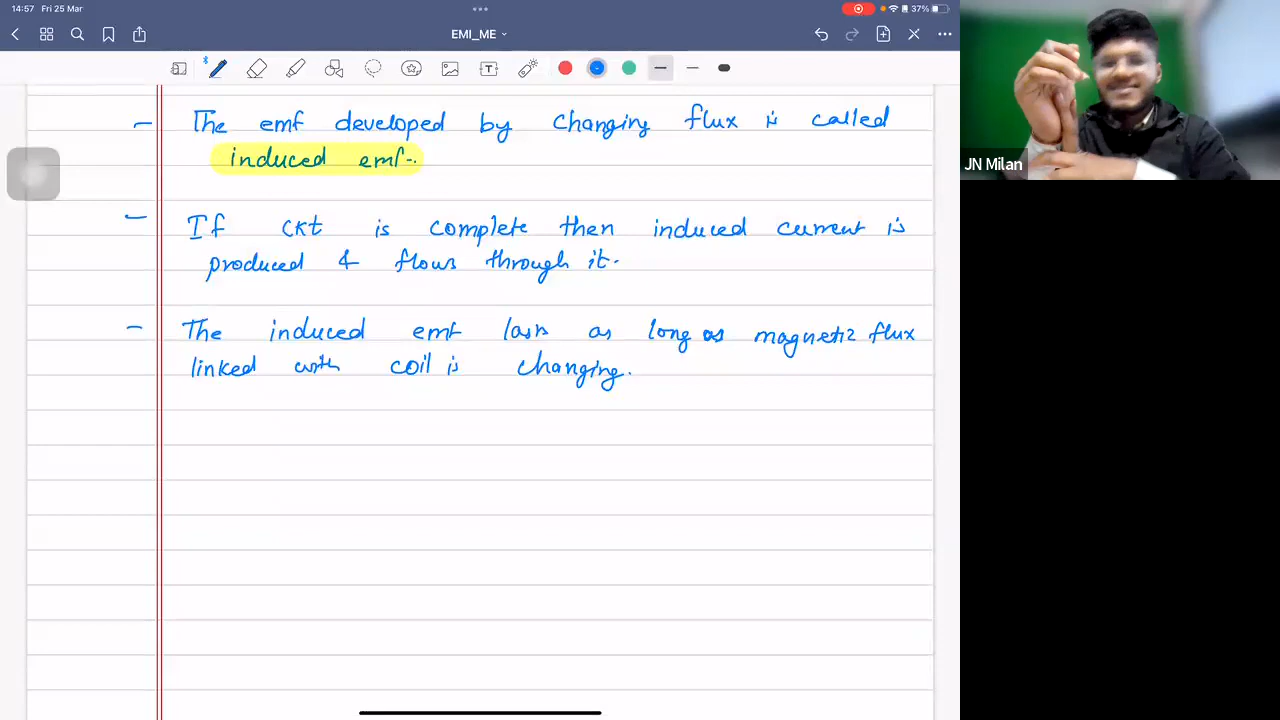 14:57 Fri 25 Mar
37%
EMI_ME
- The emf developed by changing flux is called
induced emf.
- If ckt is complete then induced current is
produced & flows through it.
- The induced emf lasts as long as magnetic flux
linked with coil is changing.
JN Milan